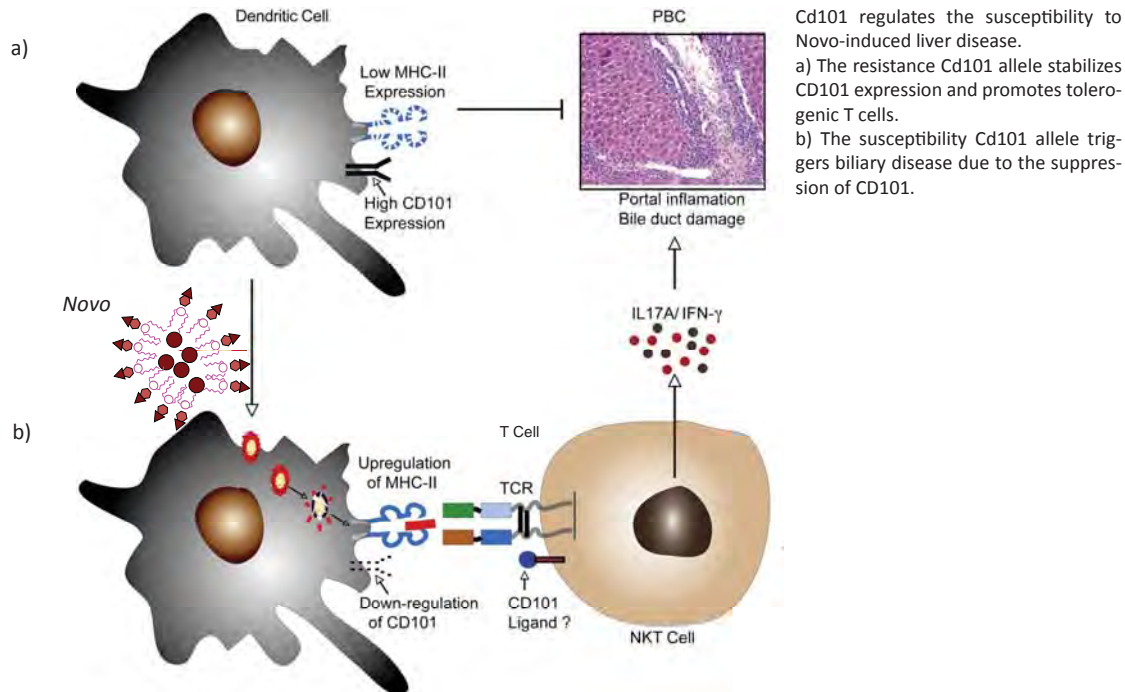 Dendritic Cell
PBC
a)
Low MHC-II
Expression
High CD101
Expression
Portal inflamation
Bile duct damage
Cd101 regulates the susceptibility to
Novo-induced liver disease.
a) The resistance Cd101 allele stabilizes
CD101 expression and promotes tolero-
genic T cells.
b) The susceptibility Cd101 allele trig-
gers biliary disease due to the suppres-
sion of CD101.
Novo
IL17A/ IFN-γ
b)
T Cell
Upregulation
of MHC-II
TCR
Down-regulation
of CD101
CD101
Ligand ?
NKT Cell